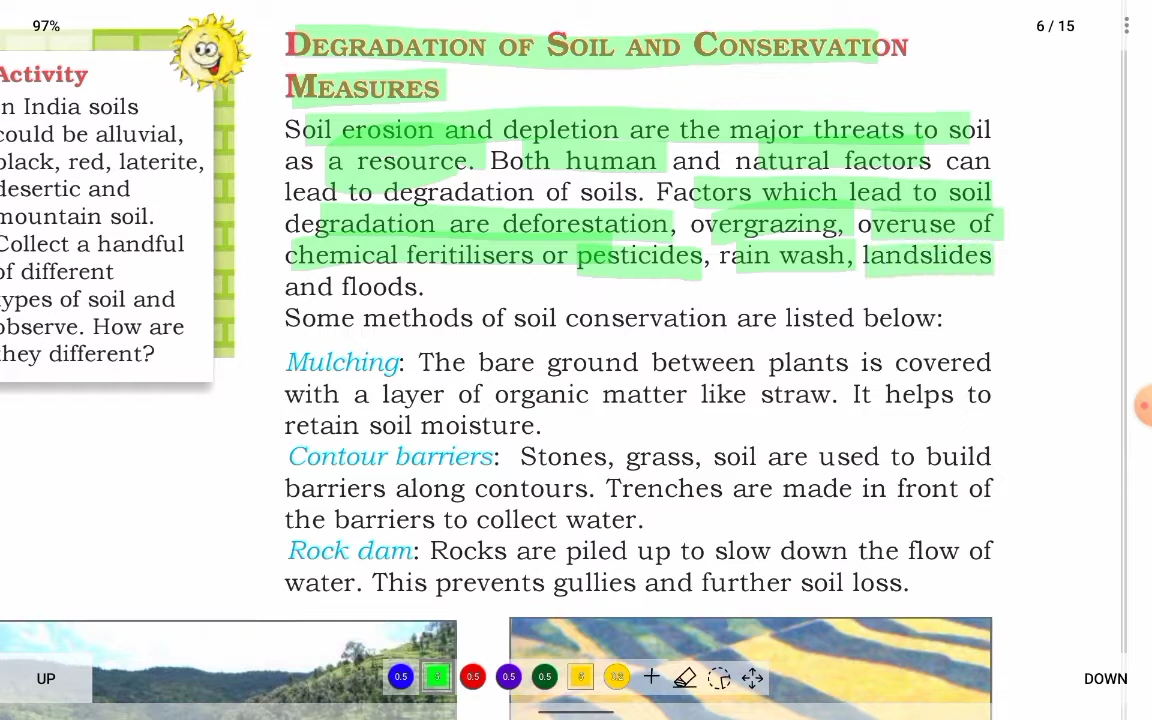 97%
6 / 15
Activity
n India soils
could be alluvial,
black, red, laterite,
desertic and
mountain soil.
Collect a handful
of different
types of soil and
observe. How are
they different?
DEGRADATION OF SOIL AND CONSERVATION
MEASURES
Soil erosion and depletion are the major threats to soil
as a resource. Both human and natural factors can
lead to degradation of soils. Factors which lead to soil
degradation are deforestation, overgrazing, overuse of
chemical feritilisers or pesticides, rain wash, landslides
and floods.
Some methods of soil conservation are listed below:
Mulching: The bare ground between plants is covered
with a layer of organic matter like straw. It helps to
retain soil moisture.
Contour barriers: Stones, grass, soil are used to build
barriers along contours. Trenches are made in front of
the barriers to collect water.
Rock dam: Rocks are piled up to slow down the flow of
water. This prevents gullies and further soil loss.
UP
0.5
0.5
0.5
0.5
DOWN